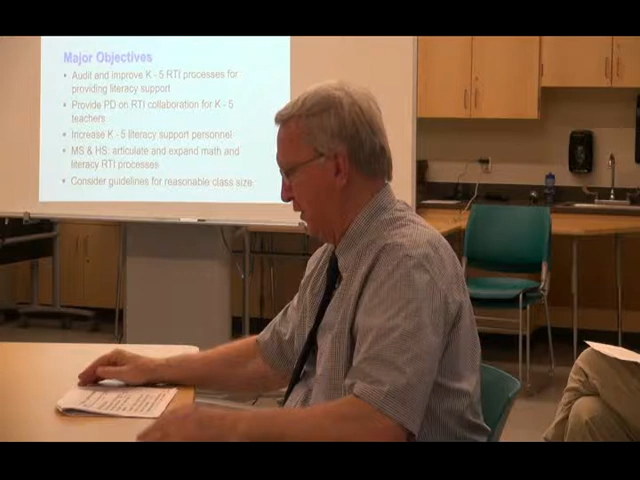 Major Objectives
• Audit and improve K - 5 RTI processes for
providing literacy support
• Provide PD on RTI collaboration for K - 5
teachers
• Increase K - 5 literacy support personnel
• MS & HS: articulate and expand math and
literacy RTI processes
• Consider guidelines for reasonable class size